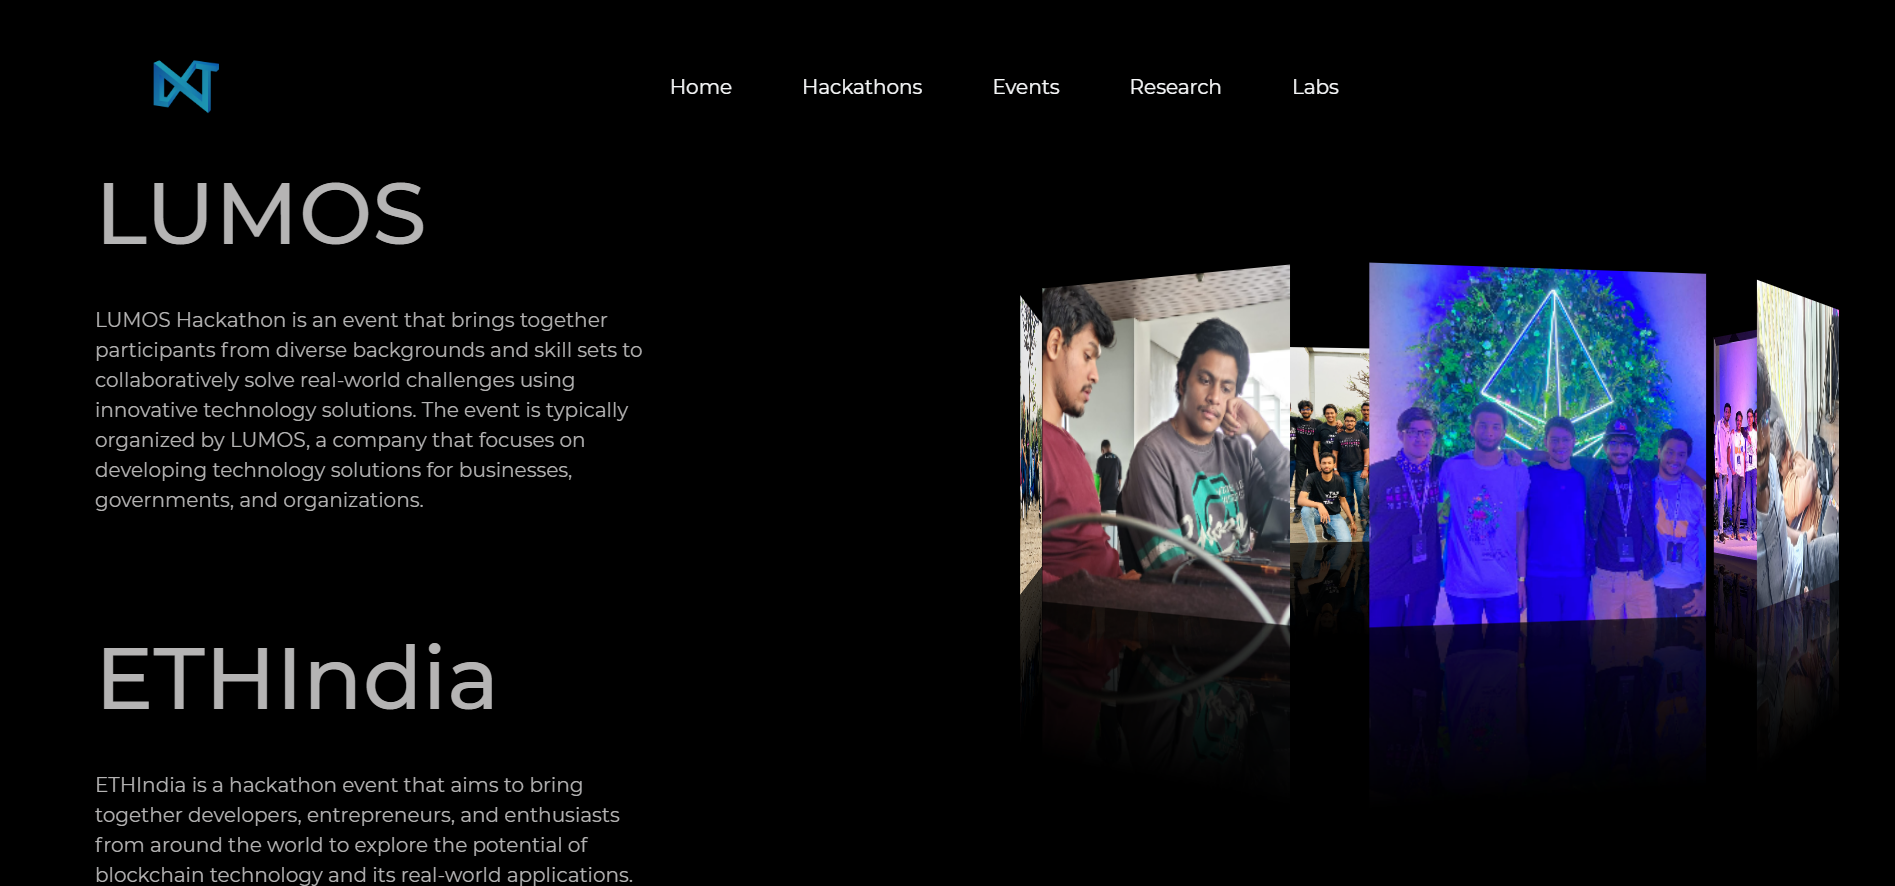 Home Hackathons Events Research Labs
LUMOS
LUMOS Hackathon is an event that brings together
participants from diverse backgrounds and skill sets to
collaboratively solve real-world challenges using
innovative technology solutions. The event is typically
organized by LUMOS, a company that focuses on
developing technology solutions for businesses,
governments, and organizations.
ETHIndia
ETHIndia is a hackathon event that aims to bring
together developers, entrepreneurs, and enthusiasts
from around the world to explore the potential of
blockchain technology and its real-world applications.